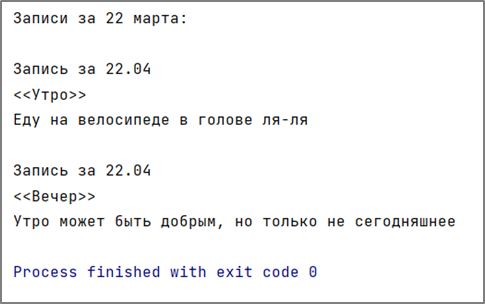 Записи за 22 марта:
Запись за 22.04
<<Утро>>
Еду на велосипеде в голове ля-ля
Запись за 22.04
<<Вечер>>
Утро может быть добрым, но только не сегодняшнее
Process finished with exit code 0